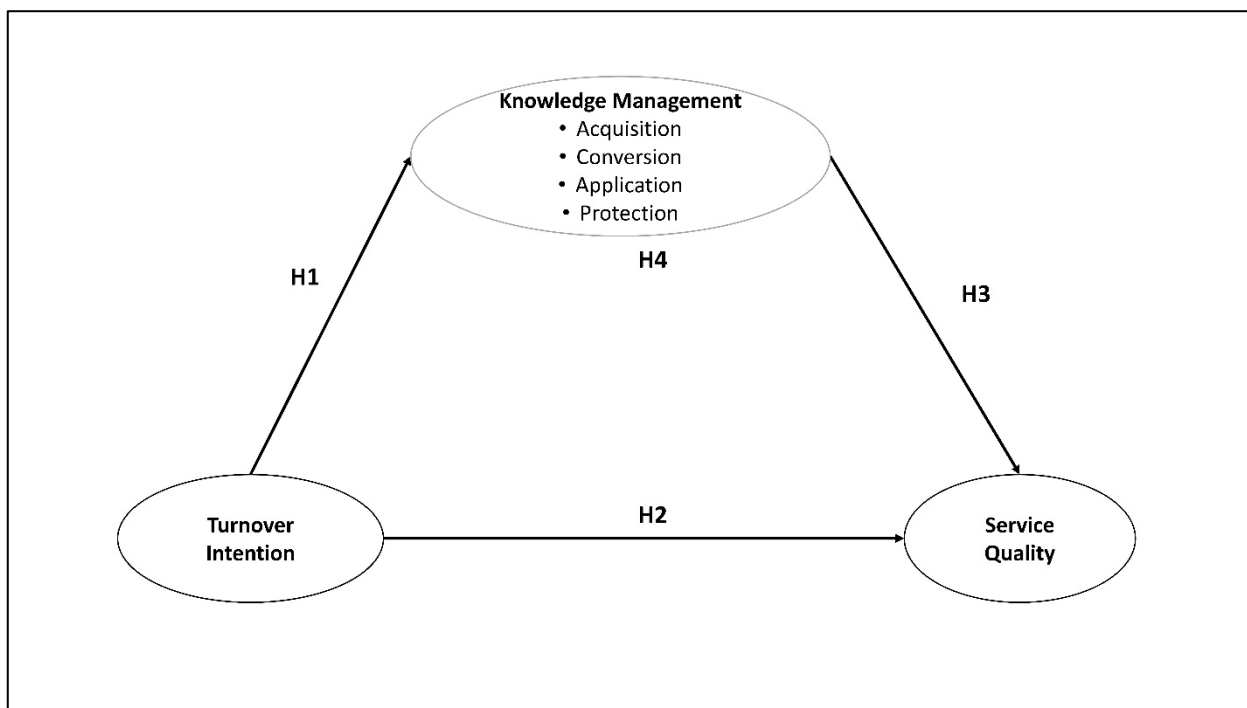 Knowledge Management
• Acquisition
• Conversion
• Application
• Protection
H4
H1
H3
H2
Turnover
Intention
Service
Quality